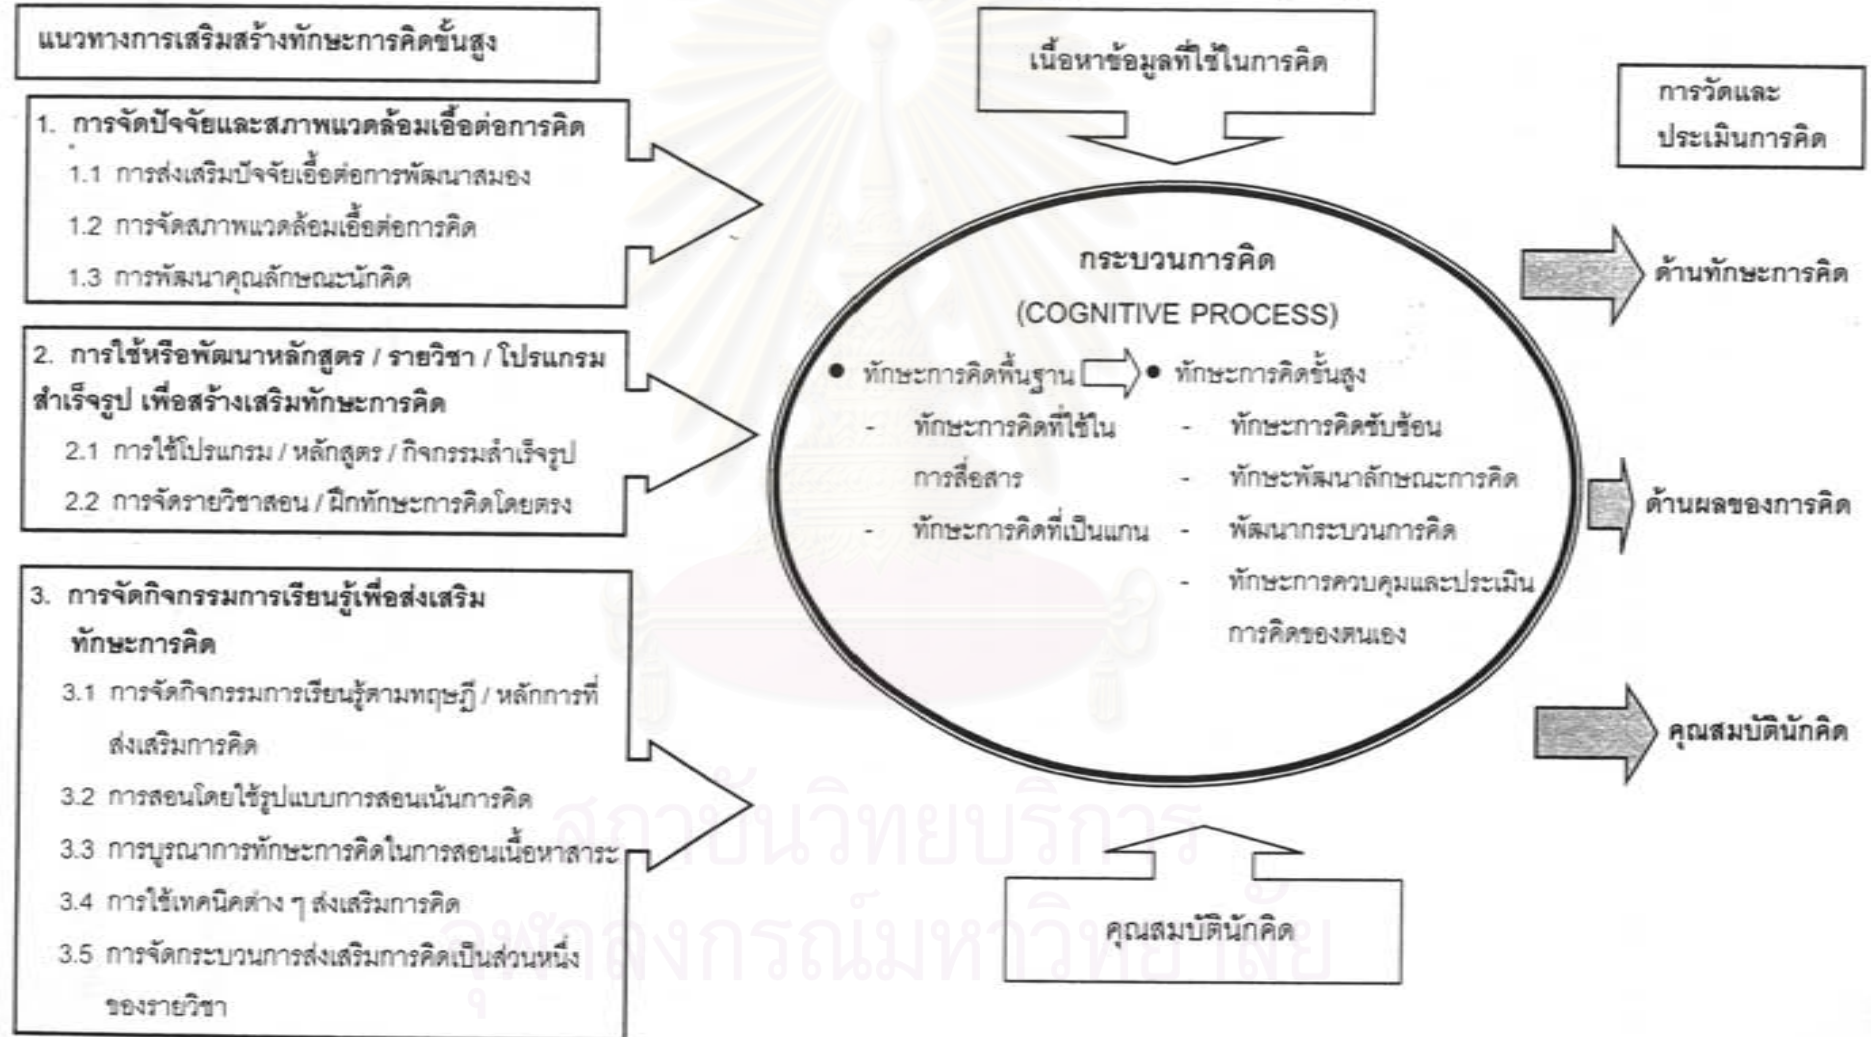 แนวทางการเสริมสร้างทักษะการคิดขั้นสูง
1. การจัดปัจจัยและสภาพแวดล้อมเอื้อต่อการคิด
1.1 การส่งเสริมปัจจัยเอื้อต่อการพัฒนาสมอง
1.2 การจัดสภาพแวดล้อมเอื้อต่อการคิด
1.3 การพัฒนาคุณลักษณะนักคิด
2. การใช้หรือพัฒนาหลักสูตร / รายวิชา / โปรแกรม
สำเร็จรูป เพื่อสร้างเสริมทักษะการคิด
2.1 การใช้โปรแกรม / หลักสูตร / กิจกรรมสำเร็จรูป
2.2 การจัดรายวิชาสอน / ฝึกทักษะการคิดโดยตรง
3. การจัดกิจกรรมการเรียนรู้เพื่อส่งเสริม
ทักษะการคิด
3.1 การจัดกิจกรรมการเรียนรู้ตามทฤษฎี / หลักการที่
ส่งเสริมการคิด
3.2 การสอนโดยใช้รูปแบบการสอนเน้นการคิด
3.3 การบูรณาการทักษะการคิดในการสอนเนื้อหาสาระ
3.4 การใช้เทคนิคต่าง ๆ ส่งเสริมการคิด
3.5 การจัดกระบวนการส่งเสริมการคิดเป็นส่วนหนึ่ง
ของรายวิชา
เนื้อหาข้อมูลที่ใช้ในการคิด
กระบวนการคิด
(COGNITIVE PROCESS)
● ทักษะการคิดพื้นฐาน
- ทักษะการคิดที่ใช้ใน
การสื่อสาร
- ทักษะการคิดที่เป็นแกน
● ทักษะการคิดขั้นสูง
- ทักษะการคิดซับซ้อน
- ทักษะพัฒนาลักษณะการคิด
- พัฒนากระบวนการคิด
- ทักษะการควบคุมและประเมิน
การคิดของตนเอง
คุณสมบัตินักคิด
การวัดและ
ประเมินการคิด
ด้านทักษะการคิด
ด้านผลของการคิด
คุณสมบัตินักคิด
สถาบันวิทยบริการ
จุฬาลงกรณ์มหาวิทยาลัย